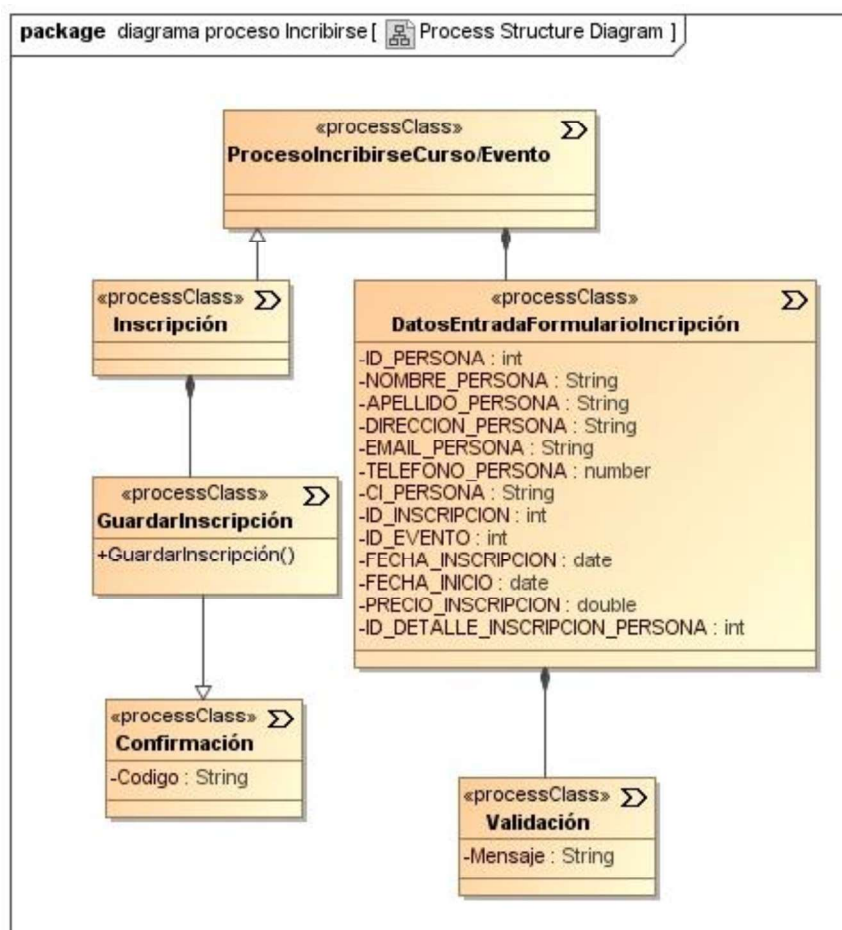 package diagrama proceso Incribirse[ Process Structure Diagram ]
«processClass»
ProcesoIncribirseCurso/Evento
«processClass»
Inscripción
«processClass»
DatosEntradaFormularioIncripción
-ID_PERSONA : int
-NOMBRE_PERSONA : String
-APELLIDO_PERSONA : String
-DIRECCION_PERSONA : String
-EMAIL_PERSONA : String
-TELEFONO_PERSONA : number
-CI_PERSONA : String
-ID_INSCRIPCION : int
-ID_EVENTO : int
-FECHA_INSCRIPCION : date
-FECHA_INICIO : date
-PRECIO_INSCRIPCION : double
-ID_DETALLE_INSCRIPCION_PERSONA : int
«processClass»
GuardarInscripción
+GuardarInscripción()
«processClass»
Confirmación
-Codigo : String
«processClass»
Validación
-Mensaje : String